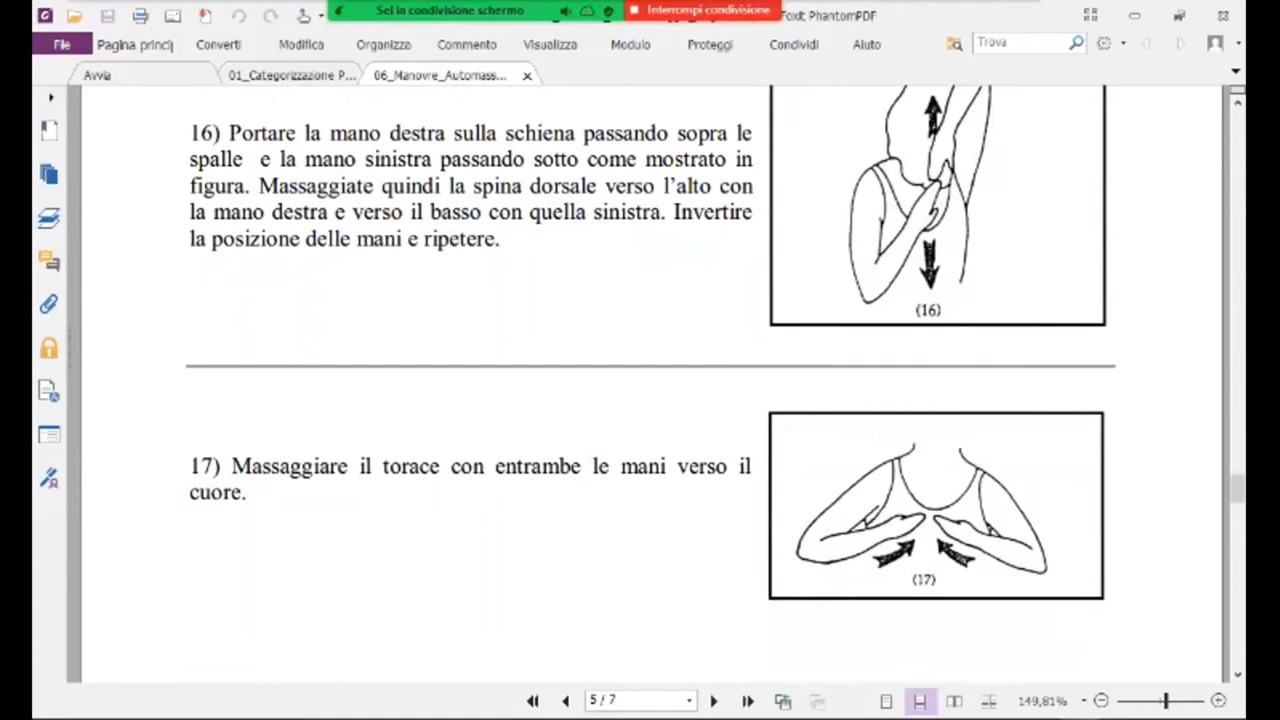 Sei in condivisione schermo
Interrompi condivisione
Foxit PhantomPDF
File Pagina princi Converti Modifica Organizza Commento Visualizza Modulo Proteggi Condividi Aiuto
Trova
Avvia
01_Categorizzazione P...
06_Manovre_Automass...
16) Portare la mano destra sulla schiena passando sopra le
spalle e la mano sinistra passando sotto come mostrato in
figura. Massaggiate quindi la spina dorsale verso l'alto con
la mano destra e verso il basso con quella sinistra. Invertire
la posizione delle mani e ripetere.
(16)
17) Massaggiare il torace con entrambe le mani verso il
cuore.
(17)
5 / 7
149,81%